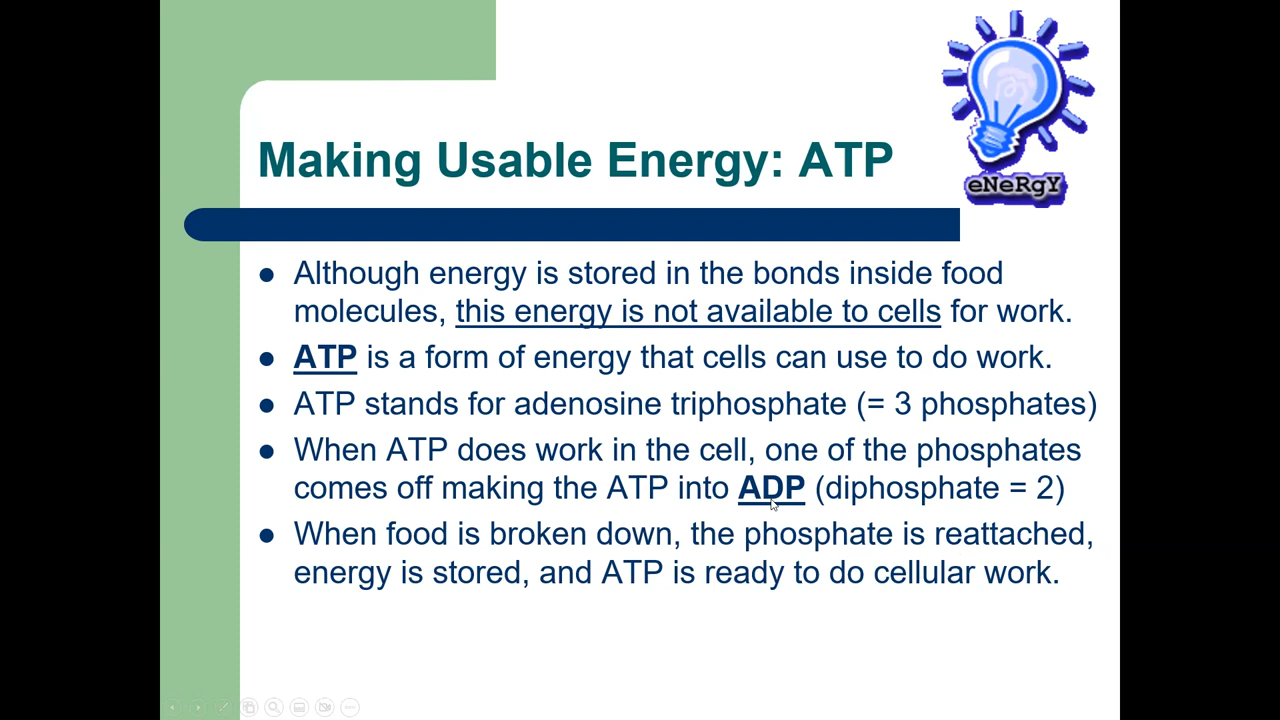 eNeRgY
Making Usable Energy: ATP
● Although energy is stored in the bonds inside food
molecules, this energy is not available to cells for work.
● ATP is a form of energy that cells can use to do work.
● ATP stands for adenosine triphosphate (= 3 phosphates)
● When ATP does work in the cell, one of the phosphates
comes off making the ATP into ADP (diphosphate = 2)
● When food is broken down, the phosphate is reattached,
energy is stored, and ATP is ready to do cellular work.